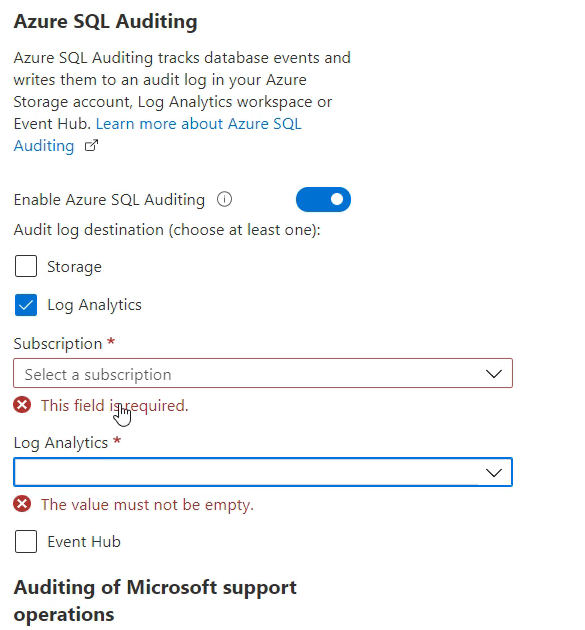 Azure SQL Auditing
Azure SQL Auditing tracks database events and
writes them to an audit log in your Azure
Storage account, Log Analytics workspace or
Event Hub. Learn more about Azure SQL
Auditing
Enable Azure SQL Auditing
Audit log destination (choose at least one):
Storage
Log Analytics
Subscription *
Select a subscription
This field is required.
Log Analytics *
The value must not be empty.
Event Hub
Auditing of Microsoft support
operations